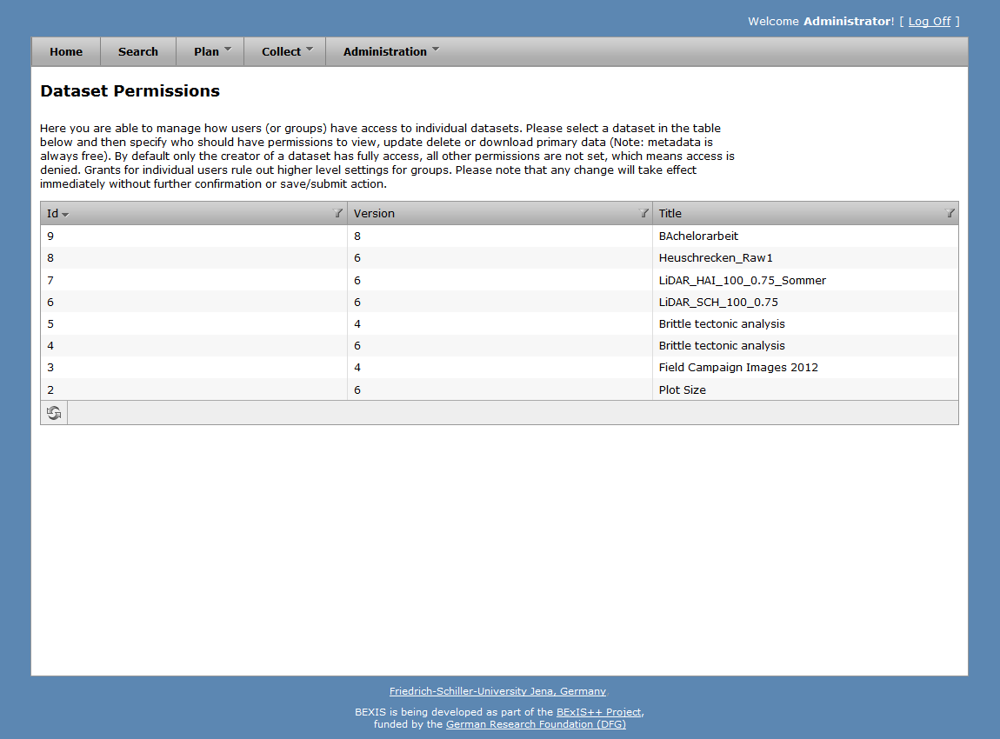 Welcome Administrator! [ Log Off ]
Home Search Plan Collect Administration
Dataset Permissions
Here you are able to manage how users (or groups) have access to individual datasets. Please select a dataset in the table
below and then specify who should have permissions to view, update delete or download primary data (Note: metadata is
always free). By default only the creator of a dataset has fully access, all other permissions are not set, which means access is
denied. Grants for individual users rule out higher level settings for groups. Please note that any change will take effect
immediately without further confirmation or save/submit action.
Id Version Title
9 8 BAchelorarbeit
8 6 Heuschrecken_Raw1
7 6 LiDAR_HAI_100_0.75_Sommer
6 6 LiDAR_SCH_100_0.75
5 4 Brittle tectonic analysis
4 6 Brittle tectonic analysis
3 4 Field Campaign Images 2012
2 6 Plot Size
Friedrich-Schiller-University Jena, Germany
BEXIS is being developed as part of the BExIS++ Project,
funded by the German Research Foundation (DFG)